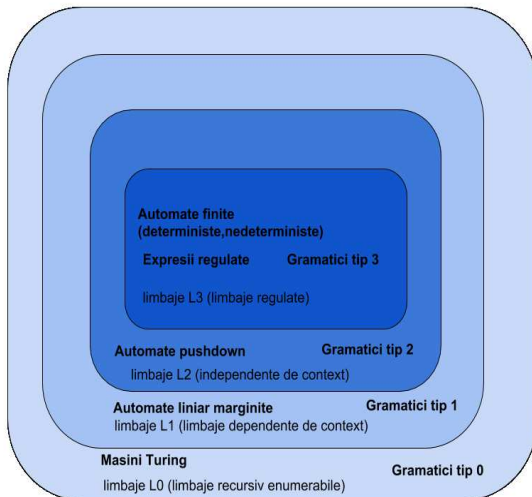 Automate finite
(deterministe,nedeterministe)
Expresii regulate Gramatici tip 3
limbaje L3 (limbaje regulate)
Automate pushdown Gramatici tip 2
limbaje L2 (independente de context)
Automate liniar marginite Gramatici tip 1
limbaje L1 (limbaje dependente de context)
Masini Turing Gramatici tip 0
limbaje L0 (limbaje recursiv enumerabile)